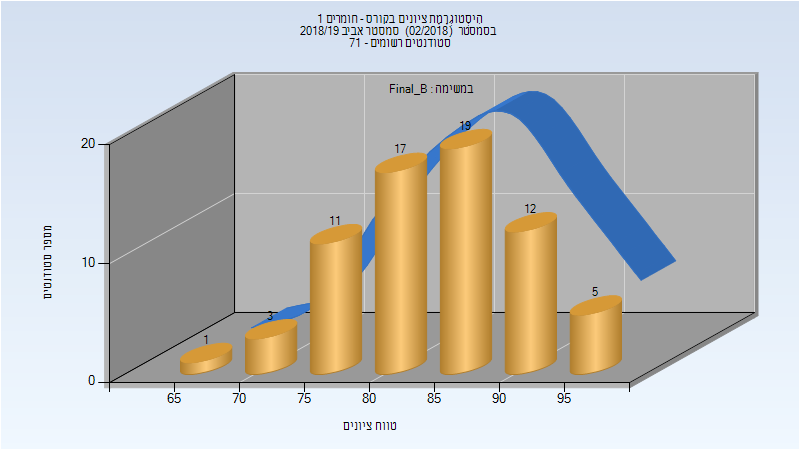 היסטוגרמת ציונים בקורס - חומרים 1
בסמסטר (02/2018) סמסטר אביב 2018/19
סטודנטים רשומים - 71
במשימה : Final_B
מספר סטודנטים
20
10
0
1
3
11
17
19
12
5
65
70
75
80
85
90
95
טווח ציונים